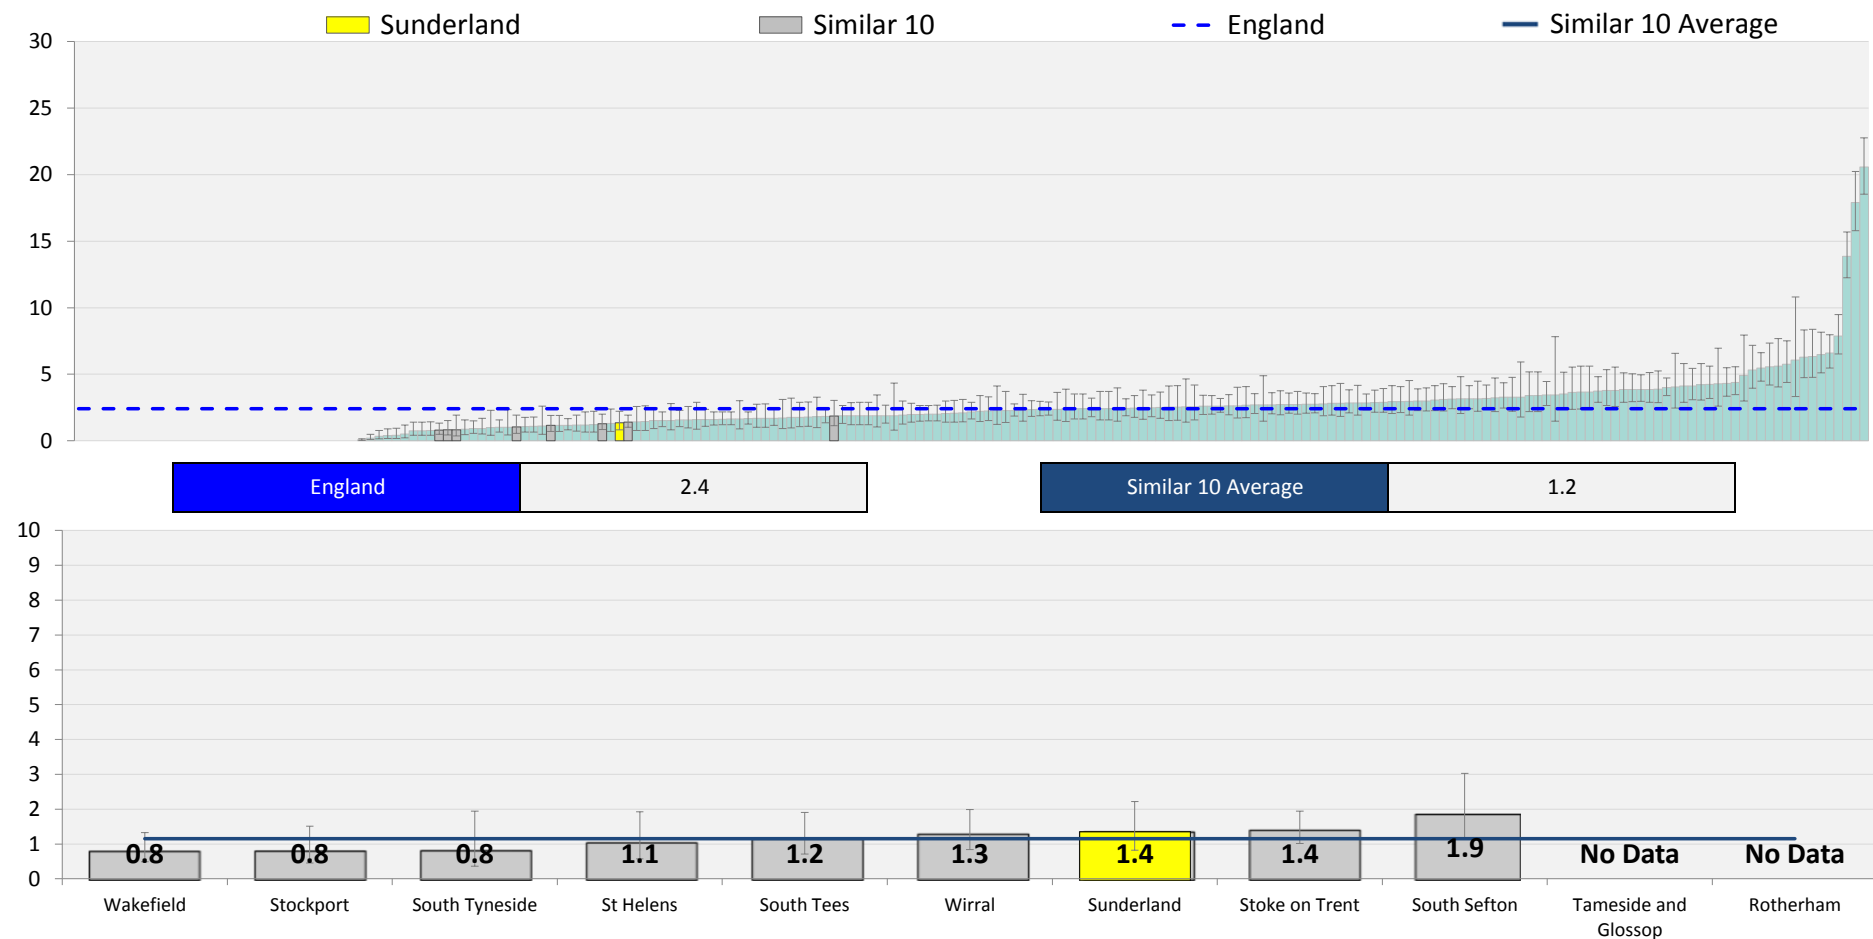 Sunderland
Similar 10
England
Similar 10 Average
30
25
20
15
10
5
0
England 2.4
Similar 10 Average 1.2
10
9
8
7
6
5
4
3
2
1
0
0.8
0.8
0.8
1.1
1.2
1.3
1.4
1.4
1.9
No Data
No Data
Wakefield
Stockport
South Tyneside
St Helens
South Tees
Wirral
Sunderland
Stoke on Trent
South Sefton
Tameside and
Glossop
Rotherham